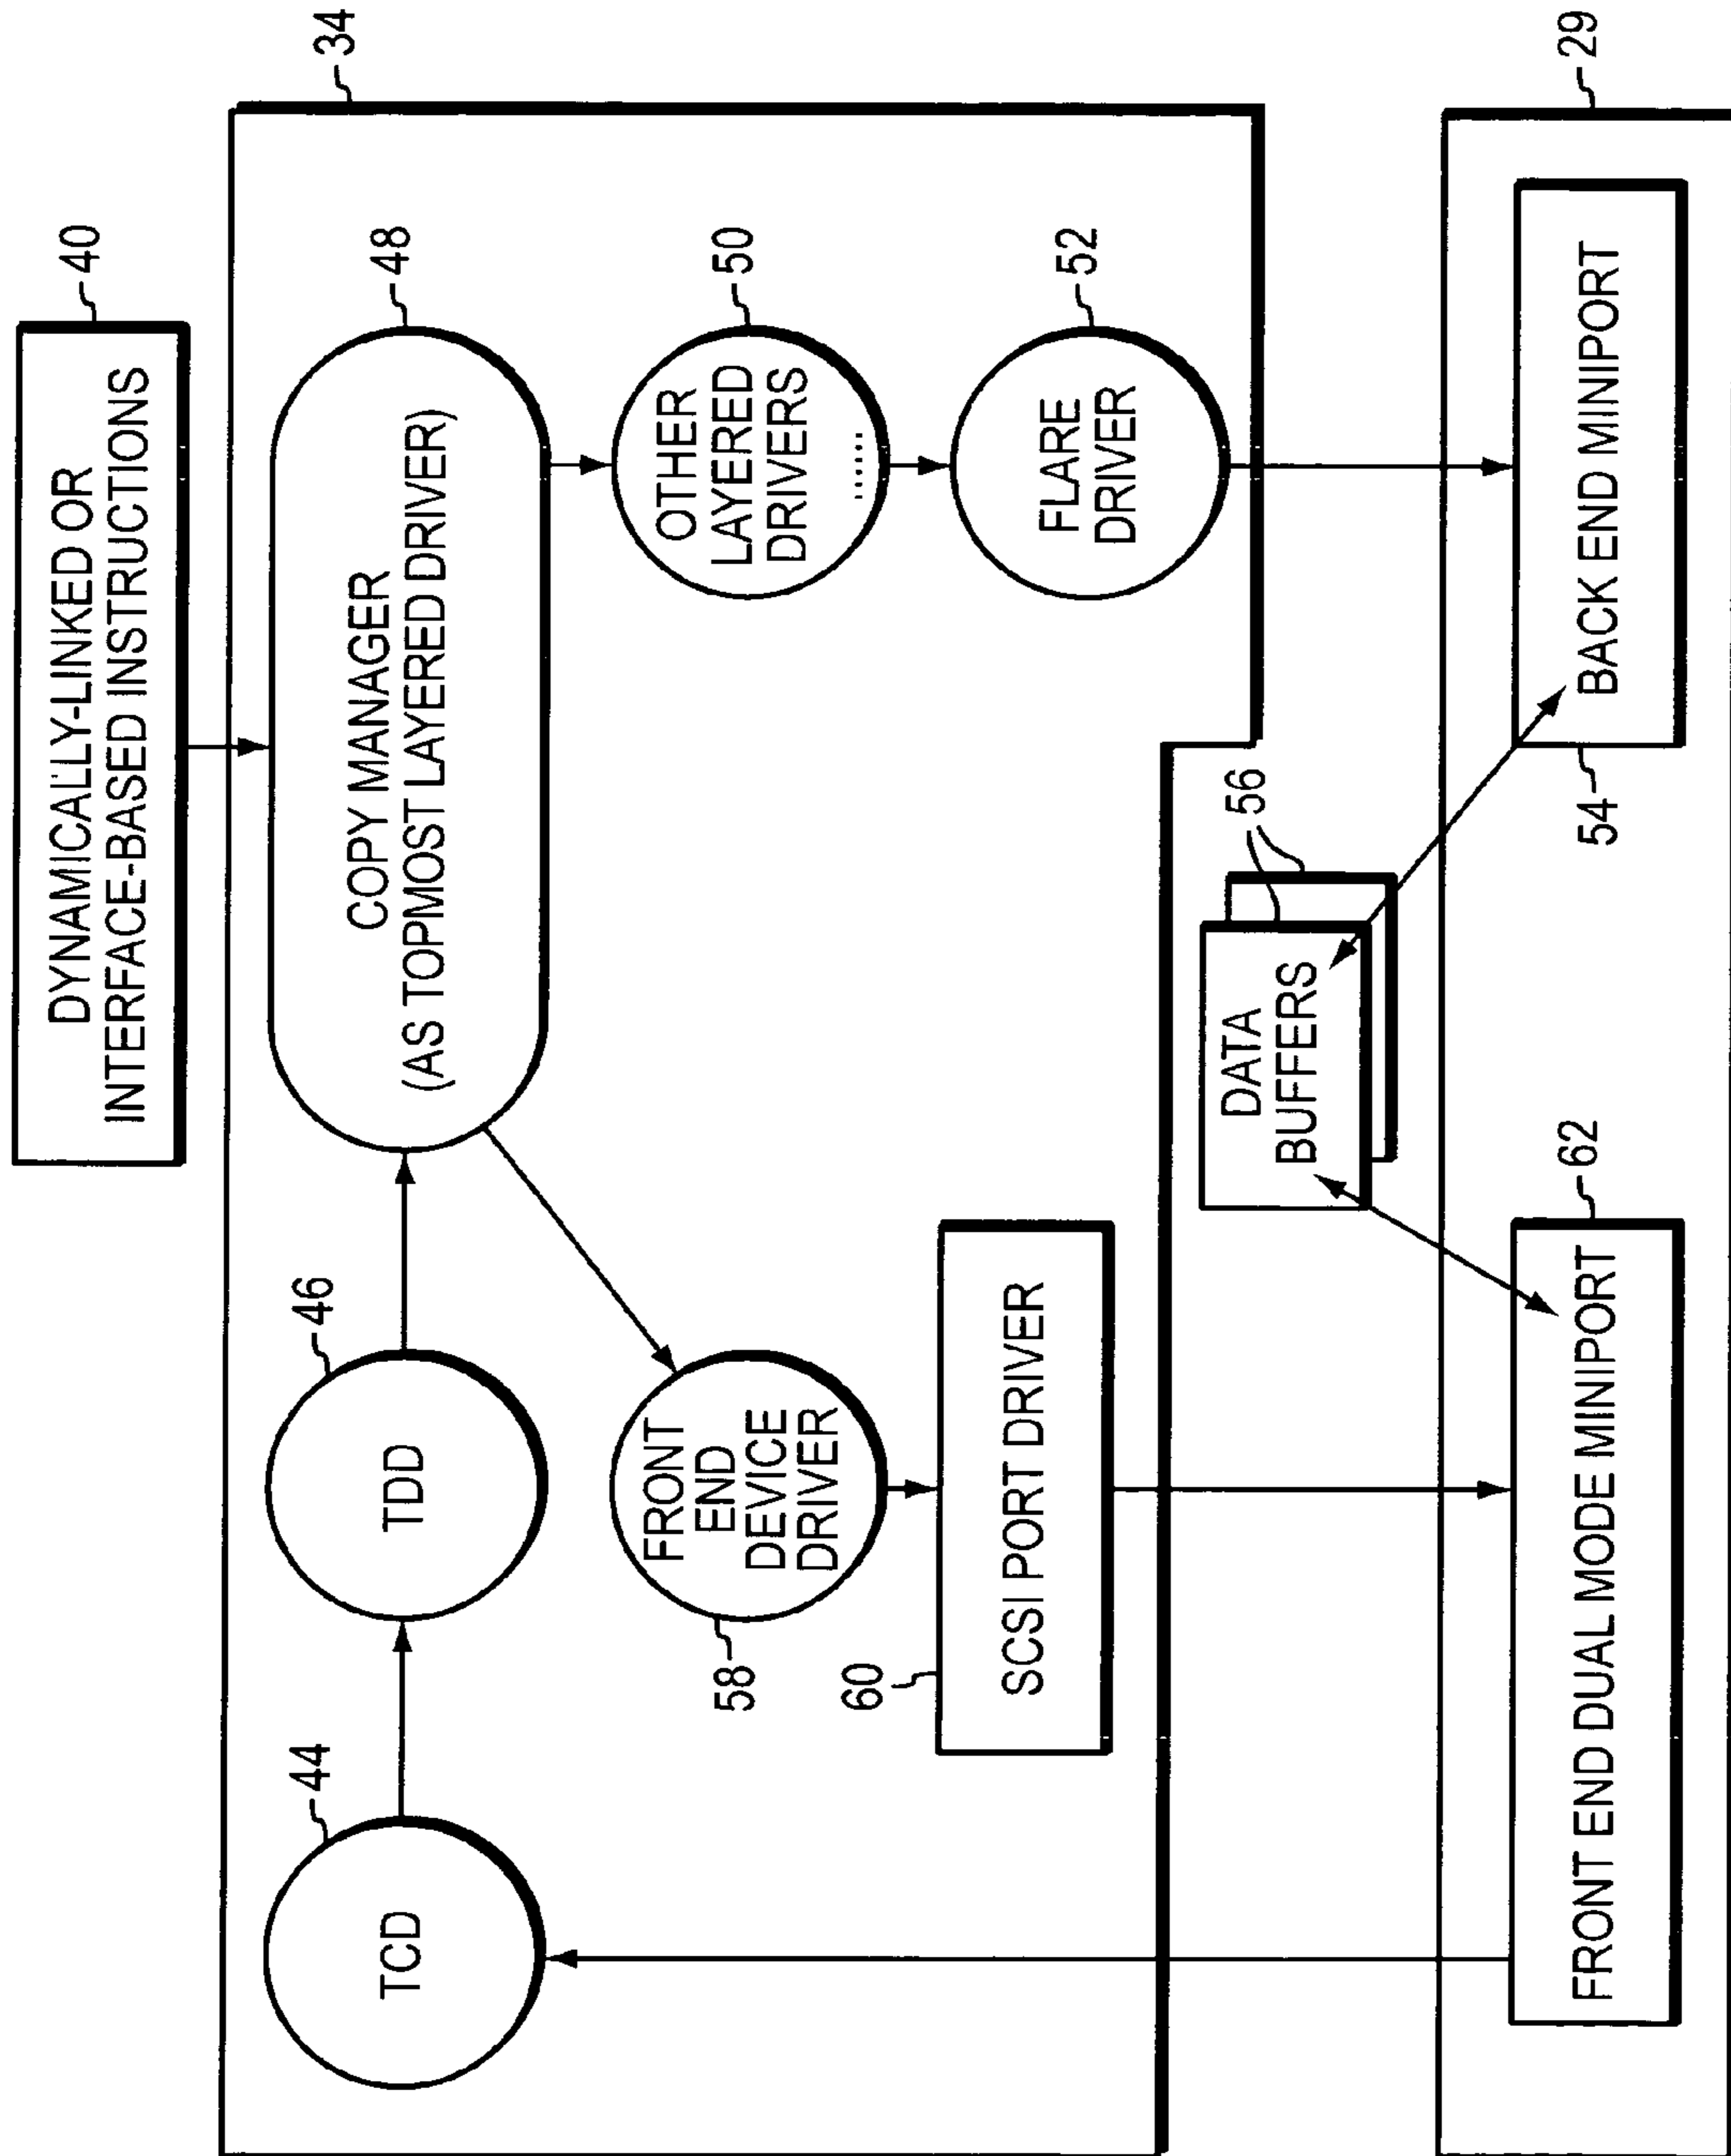 DYNAMICALLY-LINKED OR
INTERFACE-BASED INSTRUCTIONS
40
34
44
TCD
46
TDD
COPY MANAGER
(AS TOPMOST LAYERED DRIVER)
48
FRONT
END
DEVICE
DRIVER
58
OTHER
LAYERED
DRIVERS
......
50
60
SCSI PORT DRIVER
FLARE
DRIVER
52
DATA
BUFFERS
56
62
FRONT END DUAL MODE MINIPORT
54
BACK END MINIPORT
29